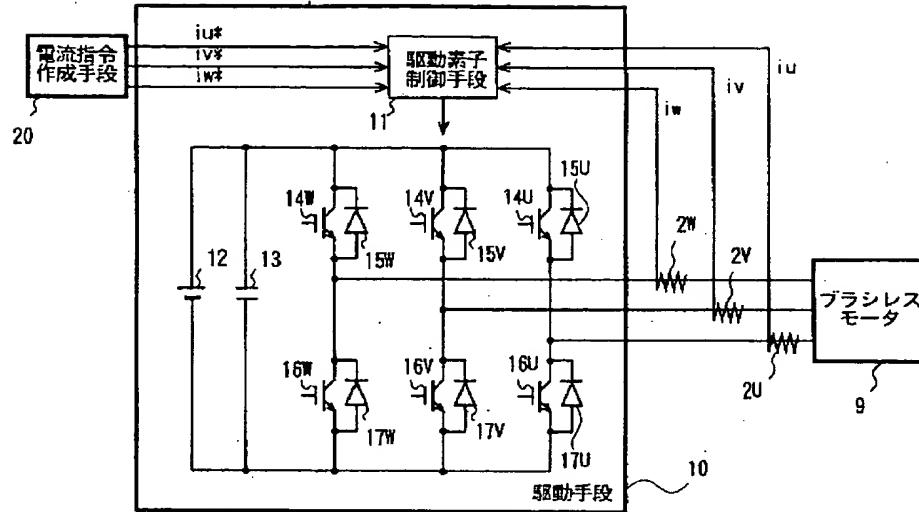 iu*
iv*
iw*
電流指令
作成手段
20
駆動素子
制御手段
11
iu
iv
iw
14W
15W
14V
15V
14U
15U
12
13
2W
2V
2U
ブラシレス
モータ
9
16W
17W
16V
17V
16U
17U
駆動手段
10